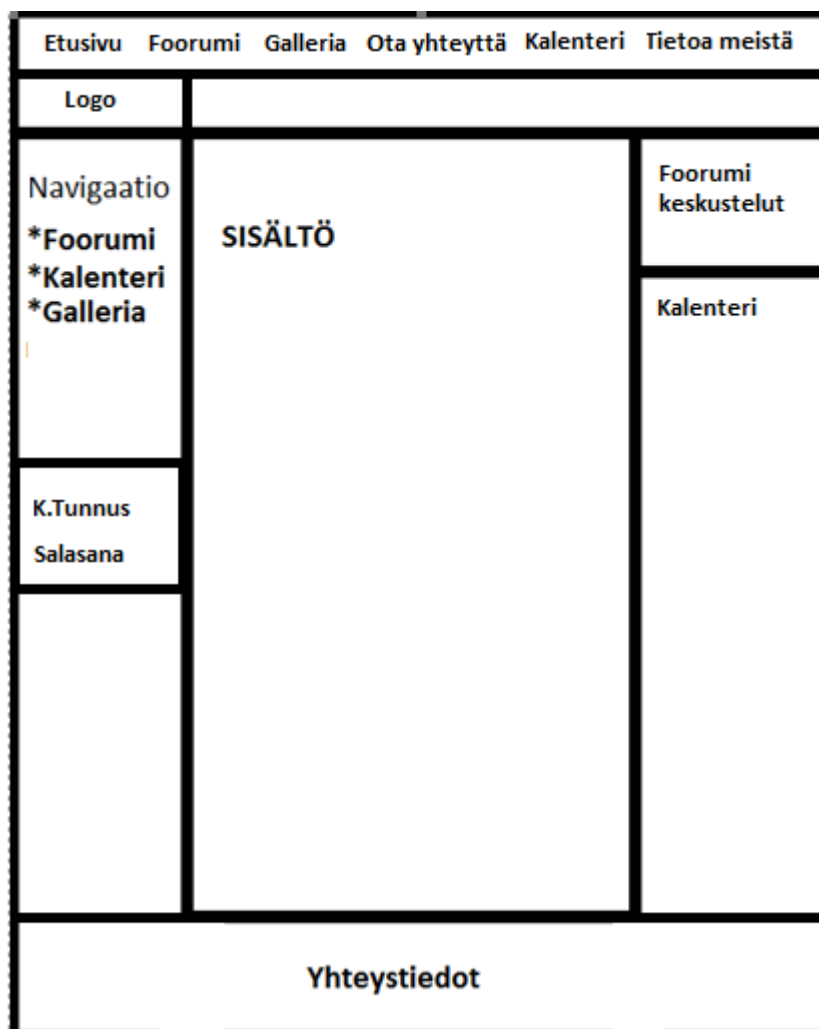 Etusivu Foorumi Galleria Ota yhteyttä Kalenteri Tietoa meistä
Logo
Navigaatio
*Foorumi
*Kalenteri
*Galleria
K.Tunnus
Salasana
SISÄLTÖ
Foorumi
keskustelut
Kalenteri
Yhteystiedot